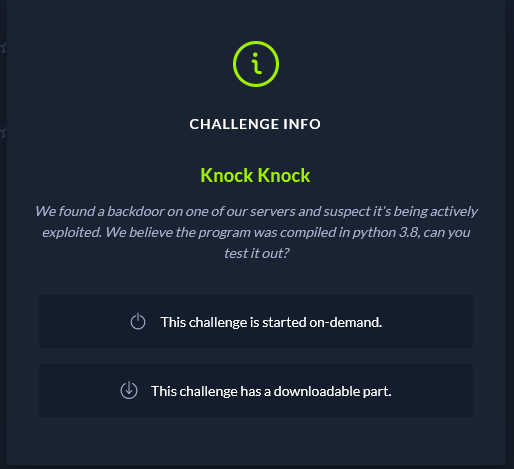 CHALLENGE INFO
Knock Knock
We found a backdoor on one of our servers and suspect it's being actively
exploited. We believe the program was compiled in python 3.8, can you
test it out?
This challenge is started on-demand.
This challenge has a downloadable part.